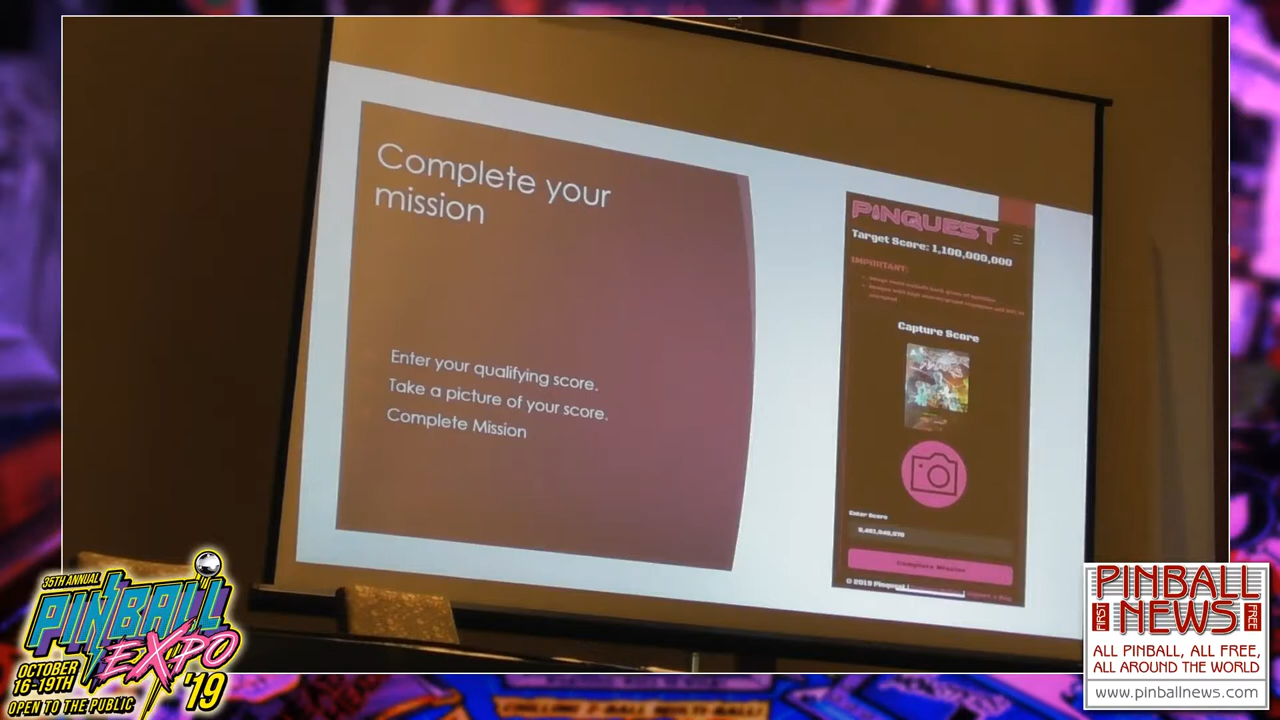 Complete your
mission
Enter your qualifying score.
Take a picture of your score.
Complete Mission
PINQUEST
Target Score: 1,100,000,000
IMPORTANT:
Capture Score
Enter Score
Complete Mission
© 2019 Pinquest
35TH ANNUAL
PINBALL
EXPO
OCTOBER
16-19TH
'19
OPEN TO THE PUBLIC
PINBALL
FIRST
NEWS
FREE
ALL PINBALL, ALL FREE,
ALL AROUND THE WORLD
www.pinballnews.com